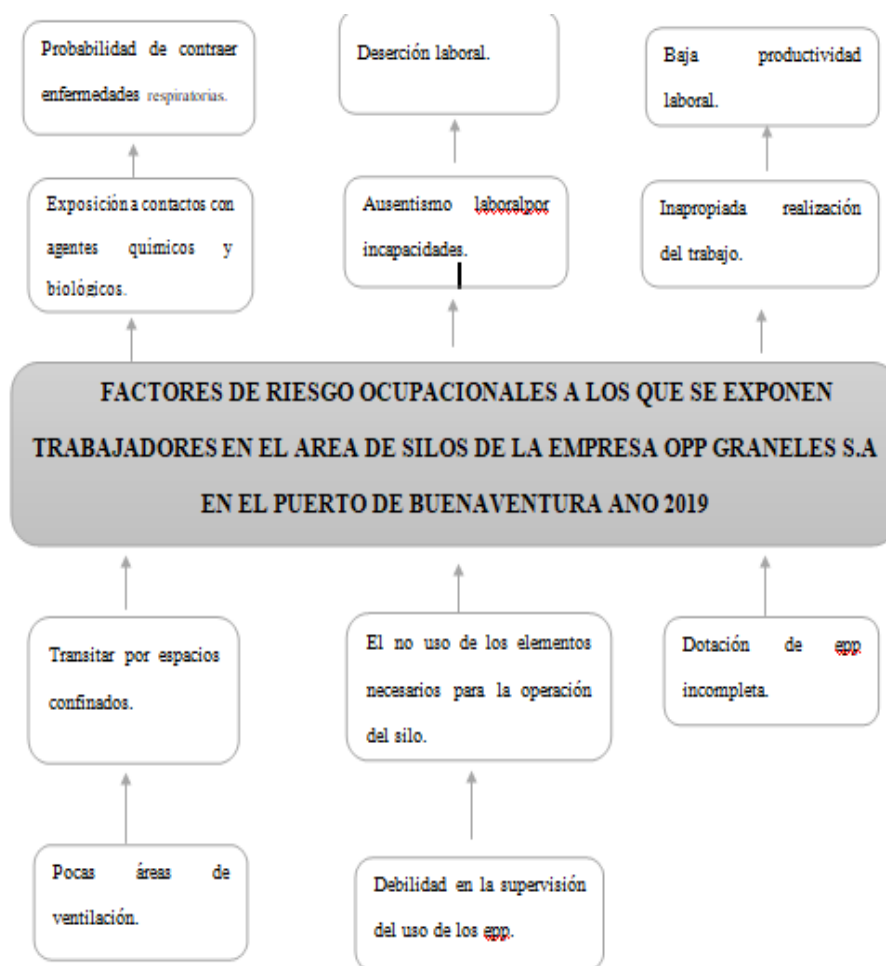 Probabilidad de contraer
enfermedades respiratorias.
Deserción laboral.
Baja productividad
laboral.
Exposición a contactos con
agentes químicos y
biológicos.
Ausentismo laboralpor
incapacidades.
Inapropiada realización
del trabajo.
FACTORES DE RIESGO OCUPACIONALES A LOS QUE SE EXPONEN
TRABAJADORES EN EL AREA DE SILOS DE LA EMPRESA OPP GRANELES S.A
EN EL PUERTO DE BUENAVENTURA ANO 2019
Transitar por espacios
confinados.
El no uso de los elementos
necesarios para la operación
del silo.
Dotación de epp
incompleta.
Pocas áreas de
ventilación.
Debilidad en la supervisión
del uso de los epp.